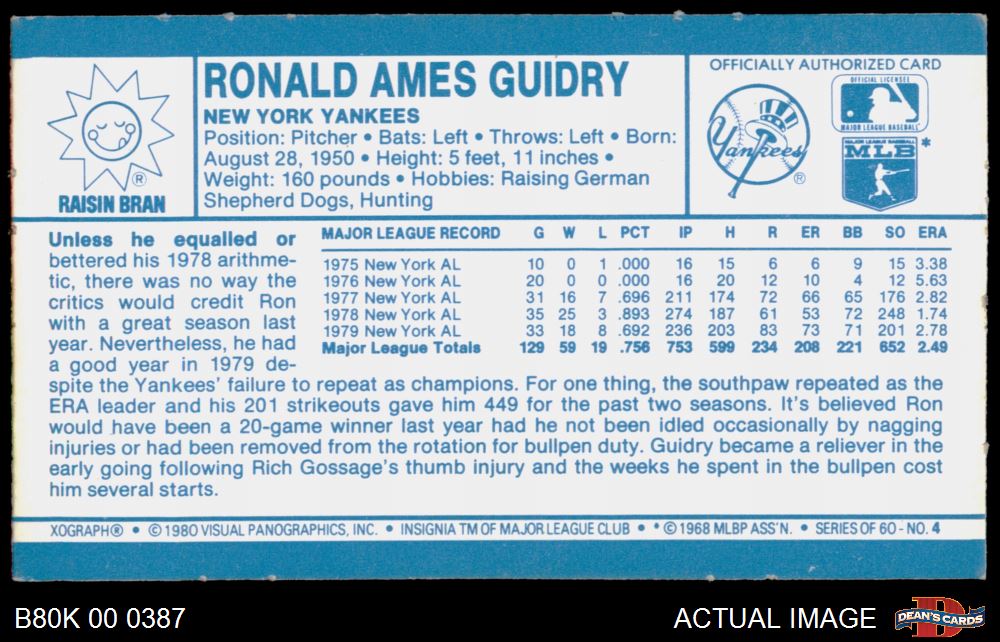 RONALD AMES GUIDRY
NEW YORK YANKEES
Position: Pitcher • Bats: Left • Throws: Left • Born:
August 28, 1950 • Height: 5 feet, 11 inches •
Weight: 160 pounds • Hobbies: Raising German
Shepherd Dogs, Hunting
®
RAISIN BRAN
OFFICIALLY AUTHORIZED CARD
Yankees
®
OFFICIAL LICENSEE
MAJOR LEAGUE BASEBALL
MAJOR LEAGUE BASEBALL
MLB *
Unless he equalled or
bettered his 1978 arithme-
tic, there was no way the
critics would credit Ron
with a great season last
year. Nevertheless, he had
a good year in 1979 de-
spite the Yankees' failure to repeat as champions. For one thing, the southpaw repeated as the
ERA leader and his 201 strikeouts gave him 449 for the past two seasons. It's believed Ron
would have been a 20-game winner last year had he not been idled occasionally by nagging
injuries or had been removed from the rotation for bullpen duty. Guidry became a reliever in the
early going following Rich Gossage's thumb injury and the weeks he spent in the bullpen cost
him several starts.
MAJOR LEAGUE RECORD G W L PCT IP H R ER BB SO ERA
1975 New York AL 10 0 1 .000 16 15 6 6 9 15 3.38
1976 New York AL 20 0 0 .000 16 20 12 10 4 12 5.63
1977 New York AL 31 16 7 .696 211 174 72 66 65 176 2.82
1978 New York AL 35 25 3 .893 274 187 61 53 72 248 1.74
1979 New York AL 33 18 8 .692 236 203 83 73 71 201 2.78
Major League Totals 129 59 19 .756 753 599 234 208 221 652 2.49
XOGRAPH® • © 1980 VISUAL PANOGRAPHICS, INC. • INSIGNIA TM OF MAJOR LEAGUE CLUB • * © 1968 MLBP ASS'N. • SERIES OF 60 - NO. 4
B80K 00 0387
ACTUAL IMAGE
D
DEAN'S CARDS